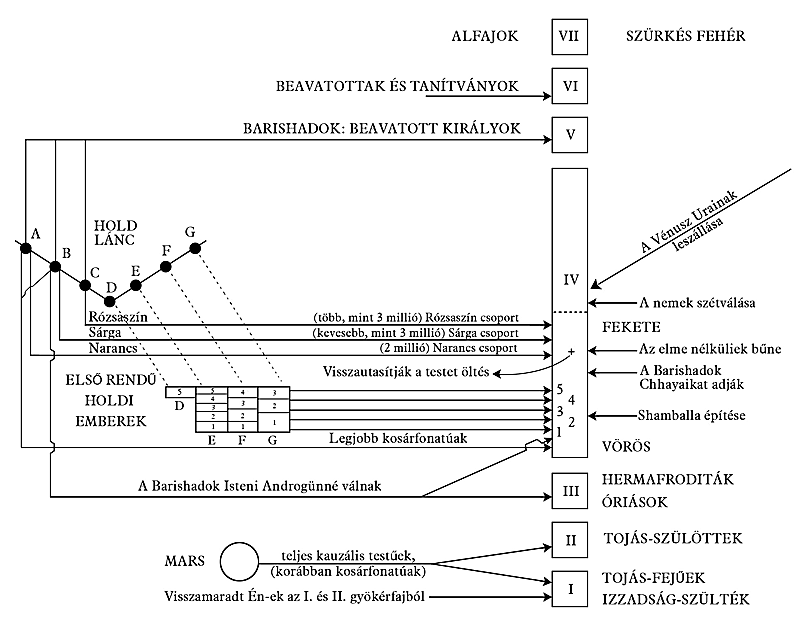 ALFAJOK VII SZÜRKÉS FEHÉR
BEAVATOTTAK ÉS TANÍTVÁNYOK VI
BARISHADOK: BEAVATOTT KIRÁLYOK V
A Vénusz Urainak
leszállása
HOLD
LÁNC
A B C D E F G
IV
A nemek szétválása
Rózsaszín (több, mint 3 millió) Rózsaszín csoport
FEKETE
Sárga (kevesebb, mint 3 millió) Sárga csoport
Narancs (2 millió) Narancs csoport
+ Az elme nélküliek bűne
Visszautasítják a testet öltés
A Barishadok
Chhayaikat adják
ELSŐ RENDŰ
HOLDI
EMBEREK
5 5 4 3
4 3 2
3 2 1
2 1
1
D
E F G
5
4
3
2
1
Shamballa építése
Legjobb kosárfonatúak
VÖRÖS
A Barishadok Isteni Androgünné válnak
III HERMAFRODITÁK
ÓRIÁSOK
II TOJÁS-SZÜLÖTTEK
MARS teljes kauzális testűek,
(korábban kosárfonatúak)
I TOJÁS-FEJŰEK
IZZADSÁG-SZÜLTÉK
Visszamaradt Én-ek az I. és II. gyökérfajból